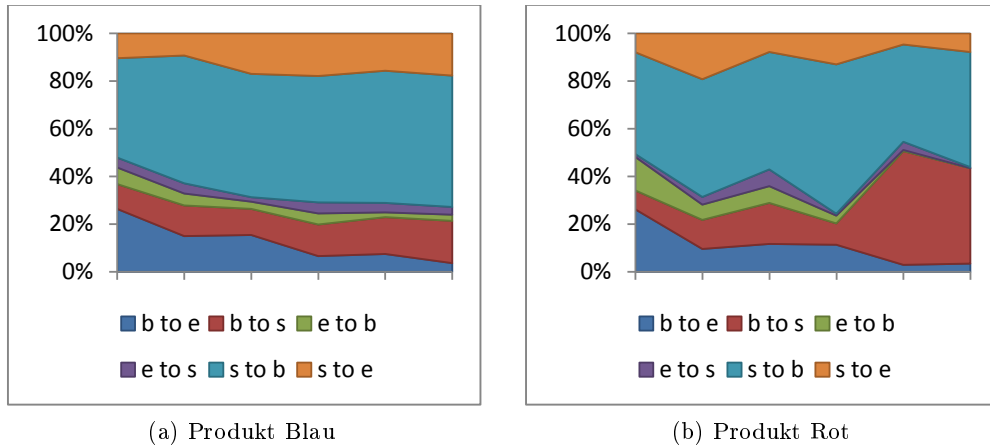 100%
80%
60%
40%
20%
0%
b to e b to s e to b
e to s s to b s to e
(a) Produkt Blau
100%
80%
60%
40%
20%
0%
b to e b to s e to b
e to s s to b s to e
(b) Produkt Rot